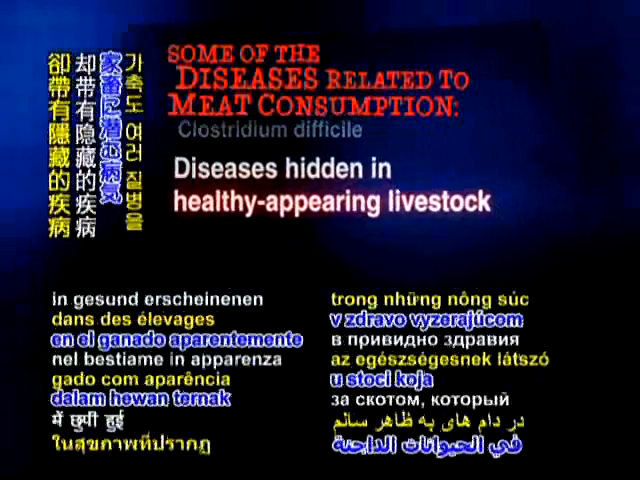 卻帶有隱藏的疾病
却带有隐藏的疾病
家畜に潜む病気
가축도 여러 질병을
SOME OF THE
DISEASES RELATED TO
MEAT CONSUMPTION:
Clostridium difficile
Diseases hidden in
healthy-appearing livestock
in gesund erscheinenen
dans des élevages
en el ganado aparentemente
nel bestiame in apparenza
gado com aparência
dalam hewan ternak
में छुपी हुई
ในสุขภาพที่ปรากฏ
trong những nông súc
v zdravo vyzerajúcom
в привидно здравия
az egészségesnek látszó
u stoci koja
за скотом, который
در دام های به ظاهر سالم
في الحيوانات الداجنة